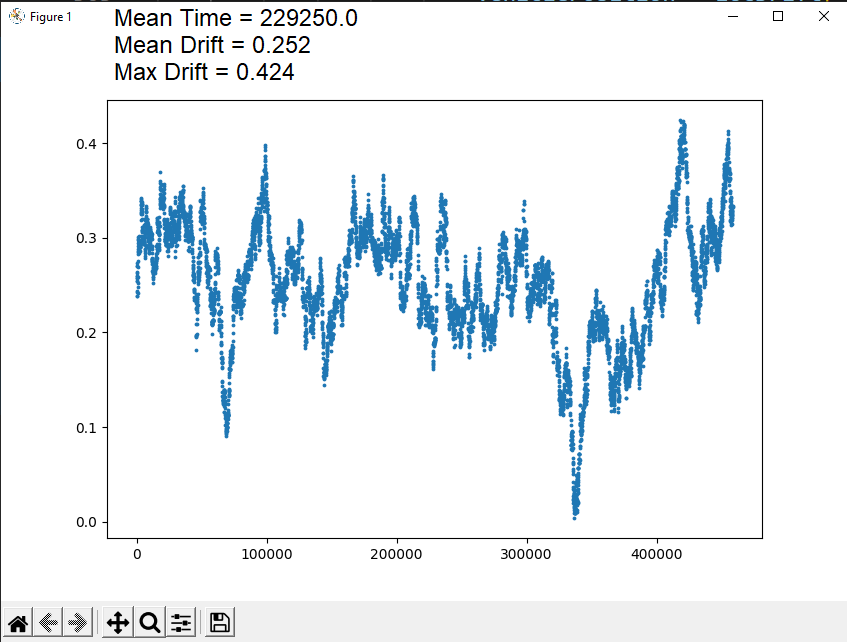 Figure 1
Mean Time = 229250.0
Mean Drift = 0.252
Max Drift = 0.424
0.4
0.3
0.2
0.1
0.0
0 100000 200000 300000 400000